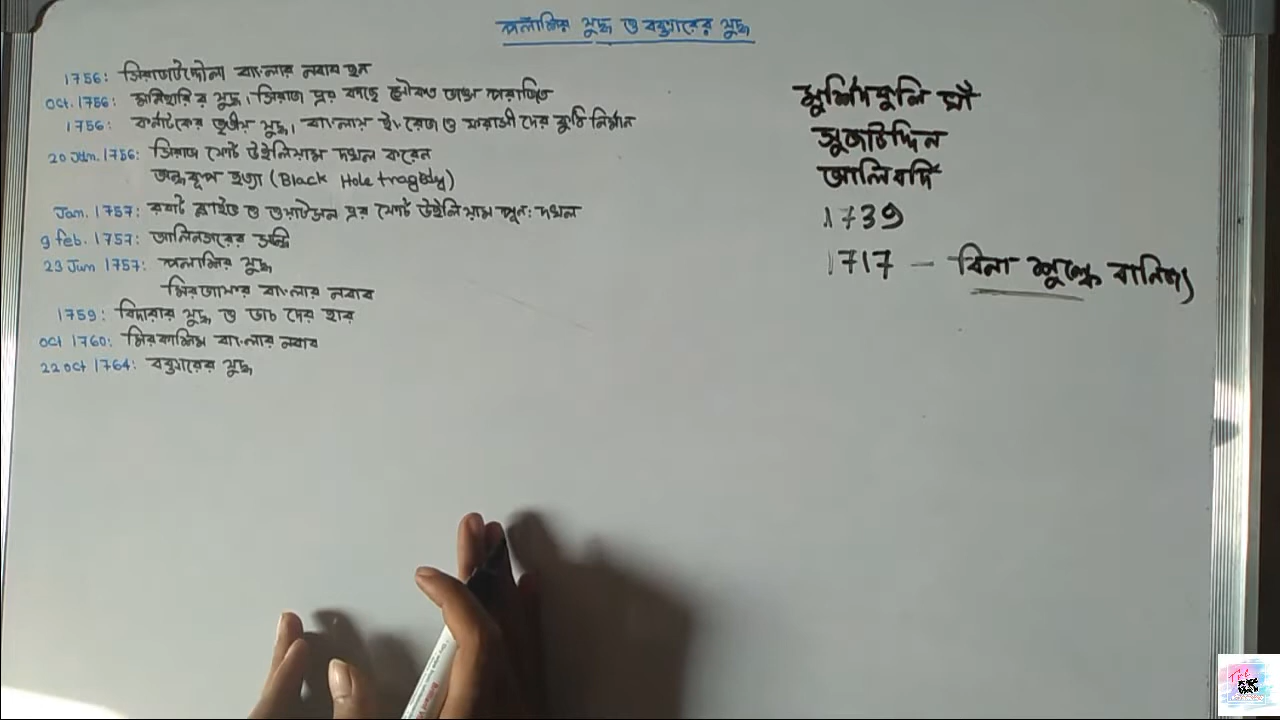 পলাশির যুদ্ধ ও বক্সারের যুদ্ধ
1756: সিরাজউদ্দৌলা বাংলার নবাব হন
Oct. 1756: মনিহারির যুদ্ধ। সিরাজ এর কাছে সৌকত জঙ্গ পরাজিত
1756: কর্নাটকের তৃতীয় যুদ্ধ। বাংলায় ইংরেজ ও ফরাসী দের কুঠি নির্মান
20 Jun. 1756: সিরাজ ফোর্ট উইলিয়াম দখল করেন
অন্ধকূপ হত্যা (Black Hole tragedy)
Jan. 1757: রবার্ট ক্লাইভ ও ওয়াটসন এর ফোর্ট উইলিয়াম পুন: দখল
9 feb. 1757: আলিনগরের সন্ধি
23 Jun 1757: পলাশির যুদ্ধ
মিরজাফর বাংলার নবাব
1759: বিদারার যুদ্ধ ও ডাচ দের হার
Oct 1760: মিরকাশিম বাংলার নবাব
22 oct 1764: বক্সারের যুদ্ধ
মুর্শিদকুলি খাঁ
সুজাউদ্দিন
আলিবর্দি
1739
1717 — বিনা শুল্কে বানিজ্য